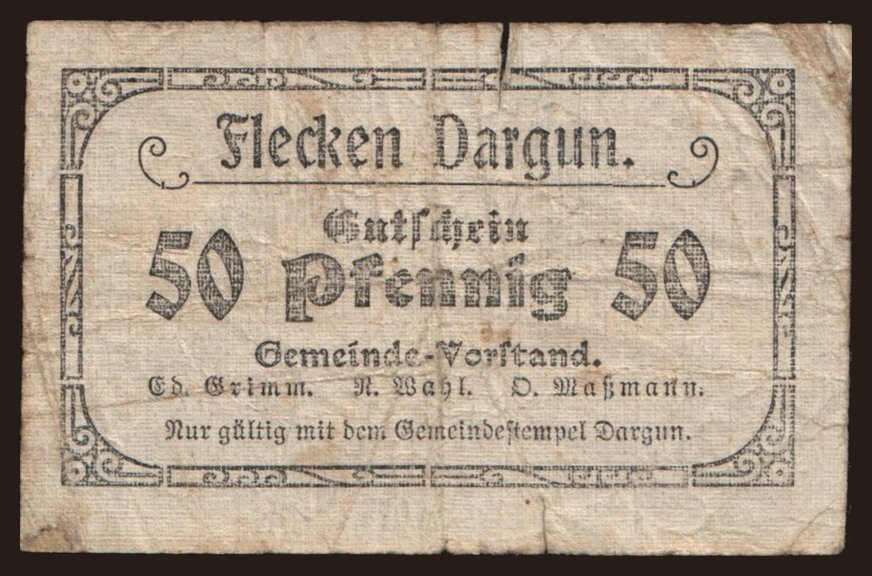 Flecken Dargun.
Gutschein
50 Pfennig 50
Gemeinde-Vorstand.
Ed. Grimm. R. Wahl. O. Maßmann.
Nur gültig mit dem Gemeindestempel Dargun.